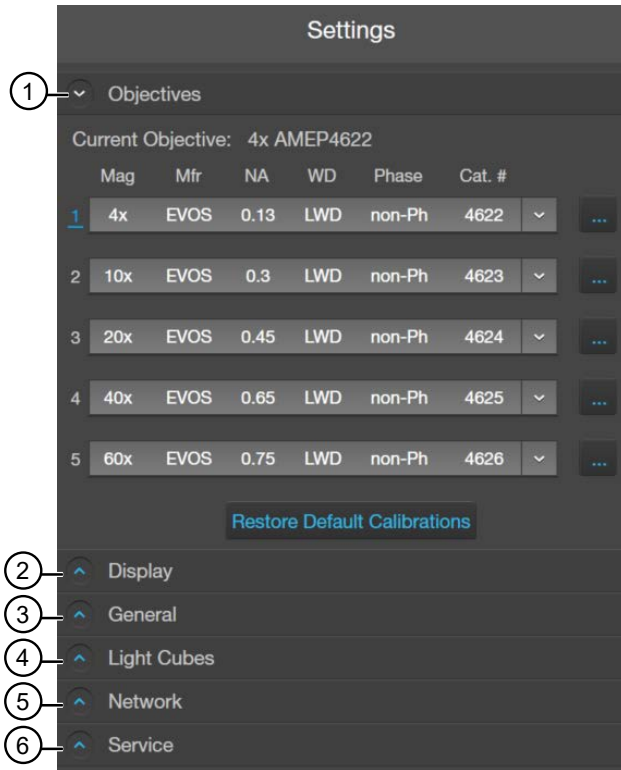 Settings
1 Objectives
Current Objective: 4x AMEP4622
Mag Mfr NA WD Phase Cat. #
1 4x EVOS 0.13 LWD non-Ph 4622 ...
2 10x EVOS 0.3 LWD non-Ph 4623 ...
3 20x EVOS 0.45 LWD non-Ph 4624 ...
4 40x EVOS 0.65 LWD non-Ph 4625 ...
5 60x EVOS 0.75 LWD non-Ph 4626 ...
Restore Default Calibrations
2 Display
3 General
4 Light Cubes
5 Network
6 Service